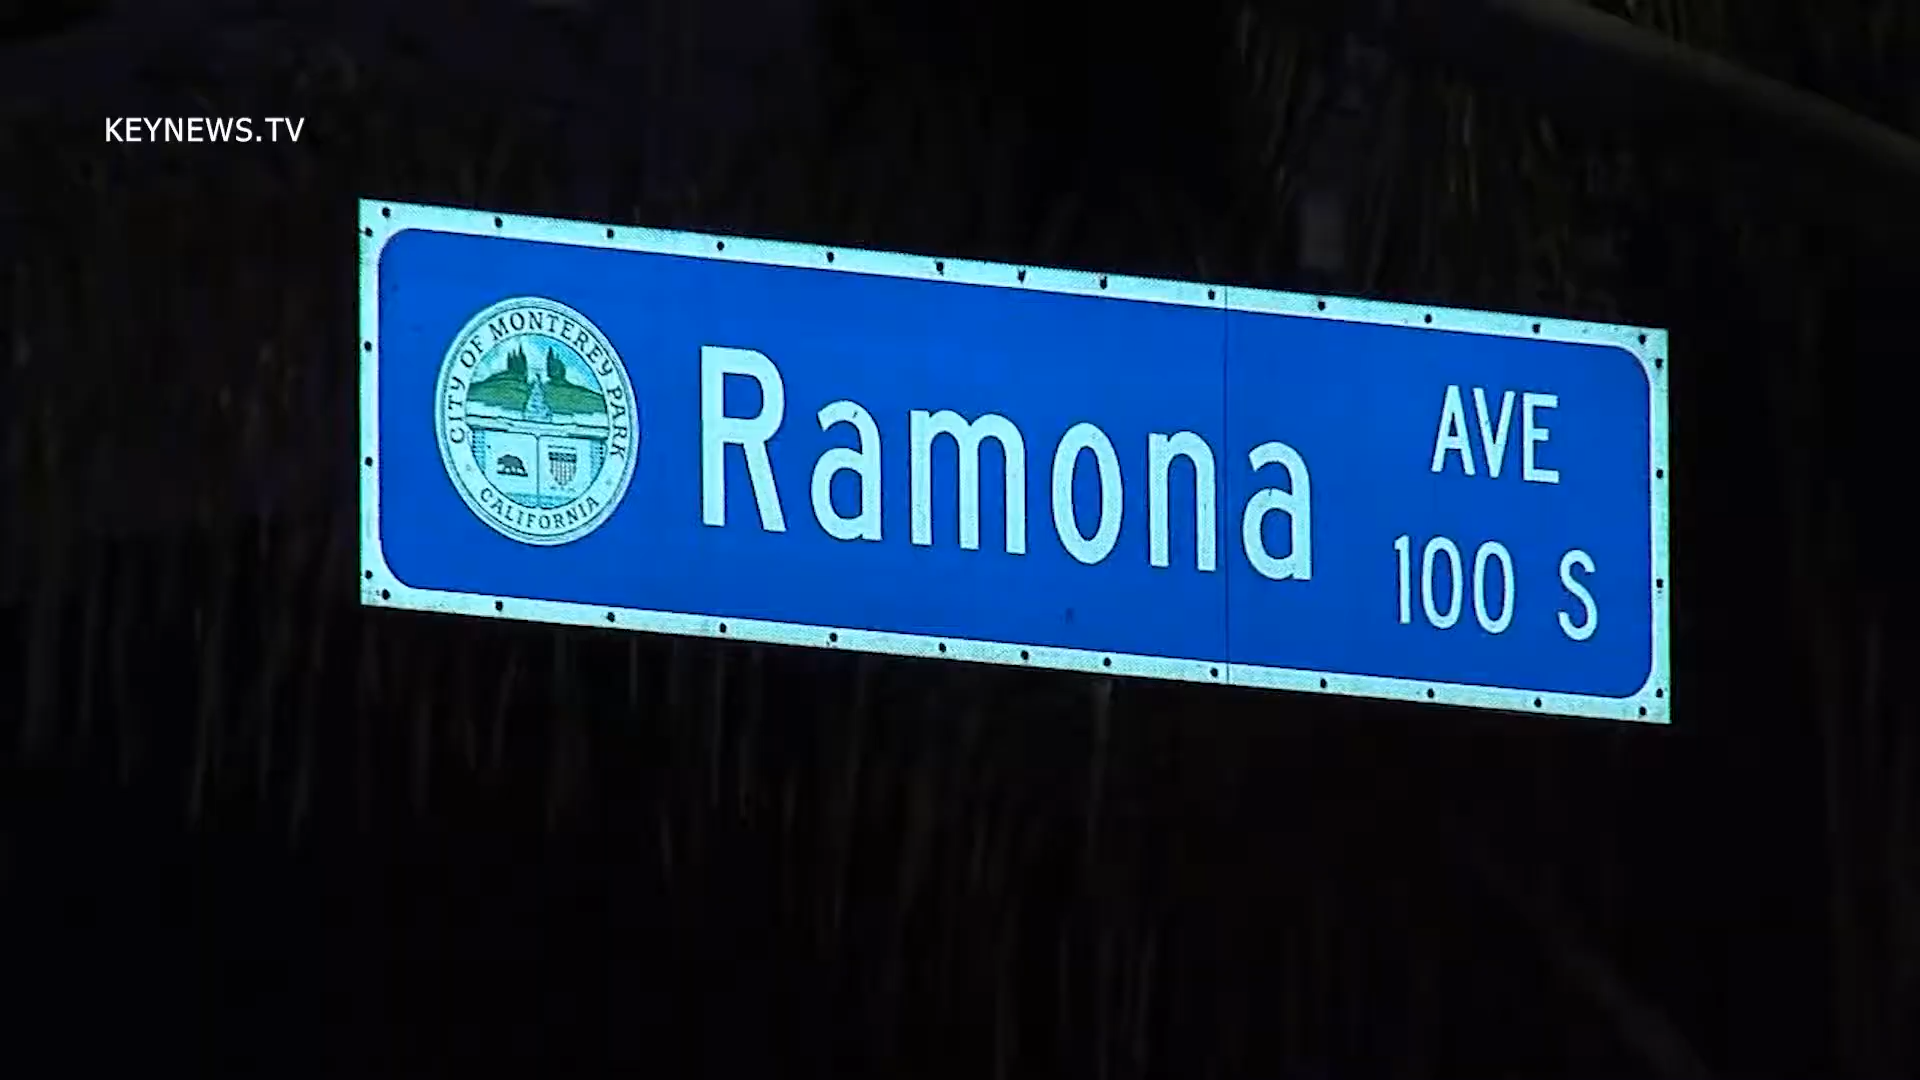 KEYNEWS.TV
CITY OF MONTEREY PARK
CALIFORNIA
Ramona
AVE
100 S